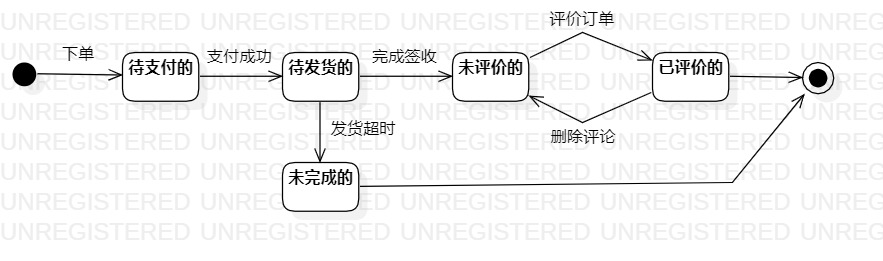 评价订单
下单
支付成功
完成签收
待支付的
待发货的
未评价的
已评价的
发货超时
删除评论
未完成的
UNREGISTERED UNREGISTERED UNREGISTERED UNREGISTERED UNREGISTERED